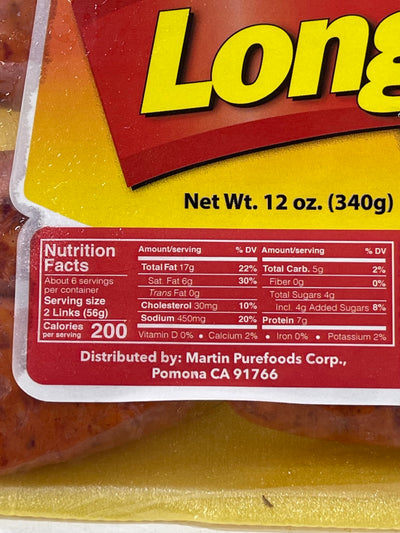 Long
Net Wt. 12 oz. (340g)
Nutrition Facts
About 6 servings
per container
Serving size
2 Links (56g)
Calories 200
per serving
Amount/serving % DV
Total Fat 17g 22%
Sat. Fat 6g 30%
Trans Fat 0g
Cholesterol 30mg 10%
Sodium 450mg 20%
Amount/serving % DV
Total Carb. 5g 2%
Fiber 0g 0%
Total Sugars 4g
Incl. 4g Added Sugars 8%
Protein 7g
Vitamin D 0% • Calcium 2% • Iron 0% • Potassium 2%
Distributed by: Martin Purefoods Corp.,
Pomona CA 91766